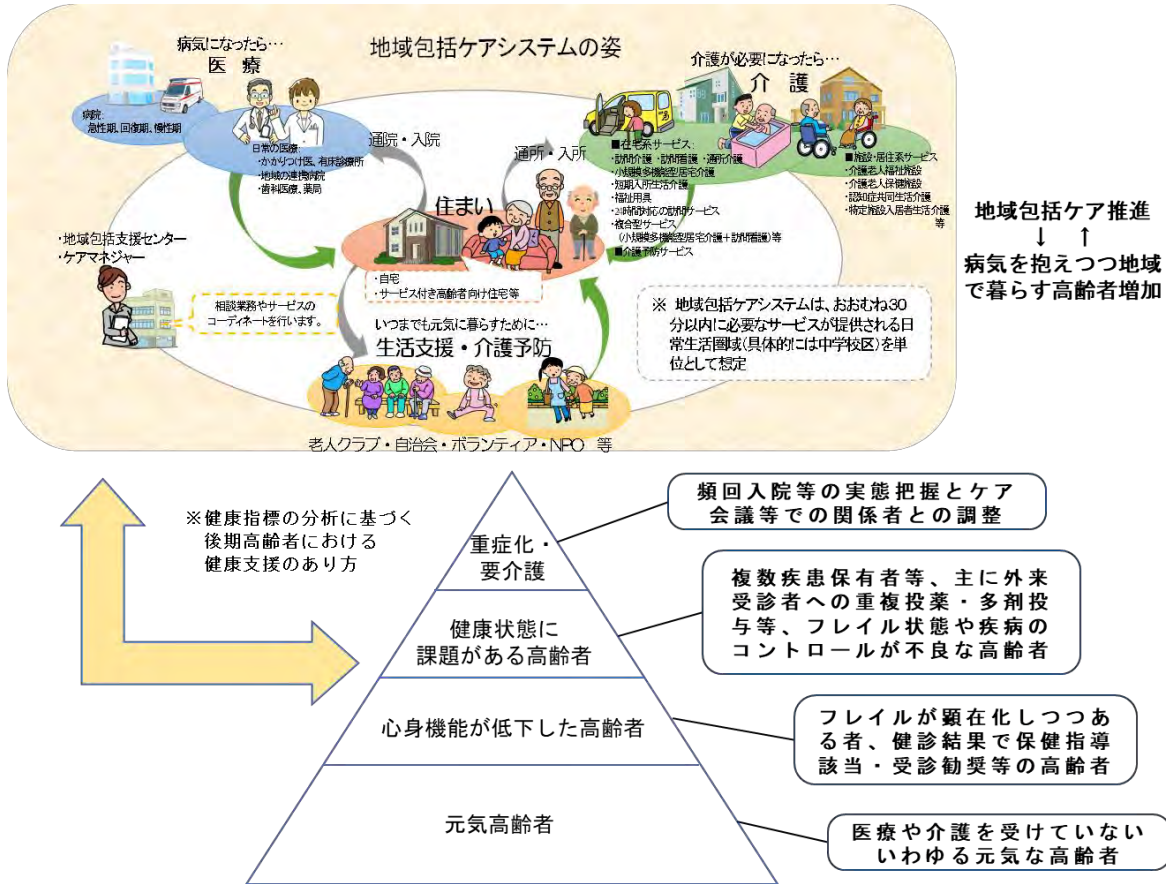 地域包括ケアシステムの姿
病気になったら…
医 療
病院:
急性期、回復期、慢性期
日常の医療:
・かかりつけ医、有床診療所
・地域の連携病院
・歯科医療、薬局
通院・入院
通所・入所
介護が必要になったら…
介 護
■在宅系サービス:
・訪問介護・訪問看護・通所介護
・小規模多機能型居宅介護
・短期入所生活介護
・福祉用具
・24時間対応の訪問サービス
・複合型サービス
(小規模多機能型居宅介護+訪問看護)等
■介護予防サービス
■施設・居住系サービス
・介護老人福祉施設
・介護老人保健施設
・認知症共同生活介護
・特定施設入居者生活介護
等
住まい
・自宅
・サービス付き高齢者向け住宅等
・地域包括支援センター
・ケアマネジャー
相談業務やサービスの
コーディネートを行います。
いつまでも元気に暮らすために…
生活支援・介護予防
老人クラブ・自治会・ボランティア・NPO 等
※ 地域包括ケアシステムは、おおむね30
分以内に必要なサービスが提供される日
常生活圏域(具体的には中学校区)を単
位として想定
地域包括ケア推進
↓ ↑
病気を抱えつつ地域
で暮らす高齢者増加
※健康指標の分析に基づく
後期高齢者における
健康支援のあり方
重症化・
要介護
頻回入院等の実態把握とケア
会議等での関係者との調整
健康状態に
課題がある高齢者
複数疾患保有者等、主に外来
受診者への重複投薬・多剤投
与等、フレイル状態や疾病の
コントロールが不良な高齢者
心身機能が低下した高齢者
フレイルが顕在化しつつあ
る者、健診結果で保健指導
該当・受診勧奨等の高齢者
元気高齢者
医療や介護を受けていない
いわゆる元気な高齢者